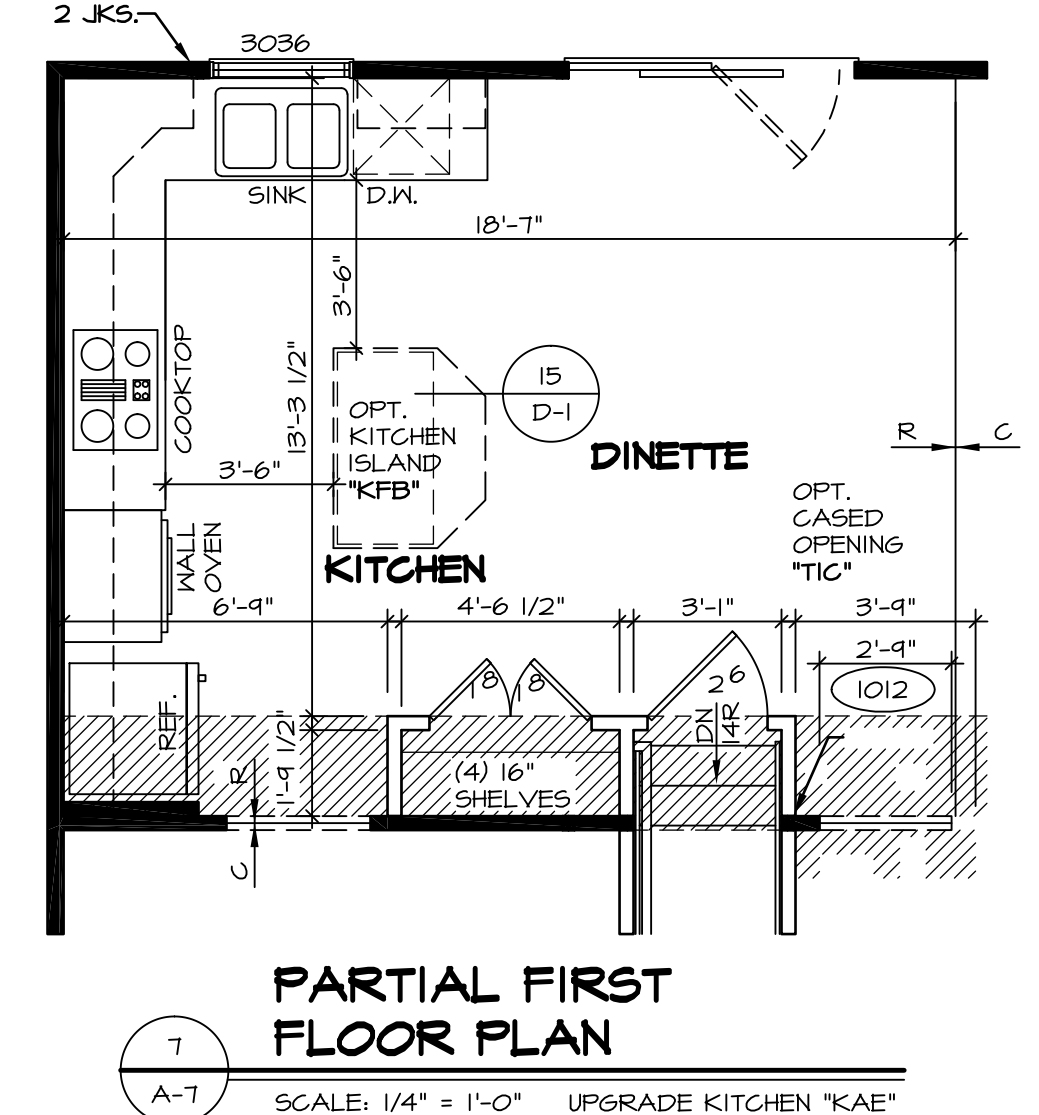 2 JKS.
3036
SINK
D.W.
18'-7"
3'-6"
13'-3 1/2"
COOKTOP
15
D-1
OPT.
KITCHEN
ISLAND
"KFB"
DINETTE
R
C
3'-6"
OPT.
CASED
OPENING
"TIC"
WALL
OVEN
KITCHEN
6'-9"
4'-6 1/2"
3'-1"
3'-9"
2'-9"
1012
18
18
26
DN
14R
REF.
1'-9 1/2"
R
(4) 16"
SHELVES
C
PARTIAL FIRST
FLOOR PLAN
7
A-7
SCALE: 1/4" = 1'-0" UPGRADE KITCHEN "KAE"